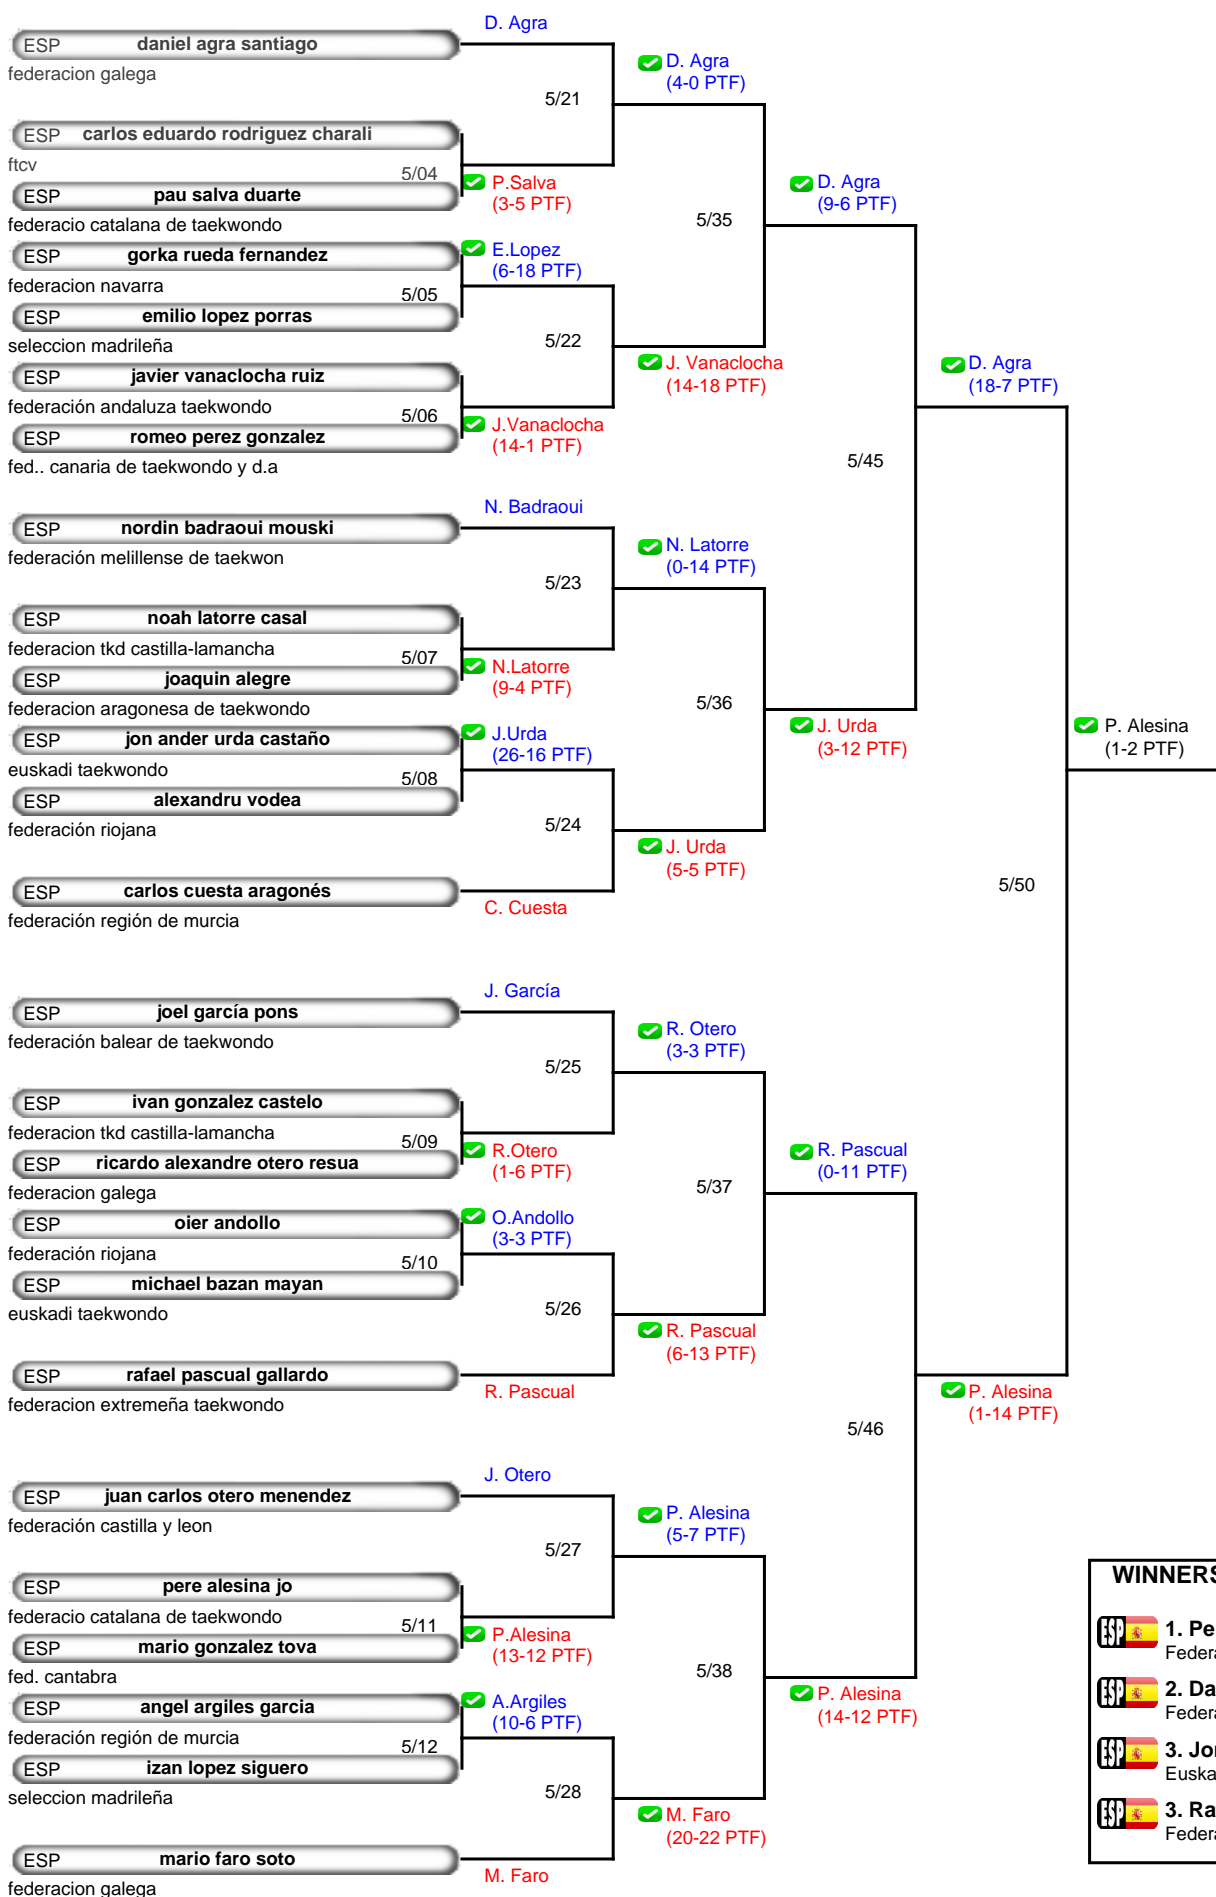 D. Agra
ESP daniel agra santiago
federacion galega
D. Agra
(4-0 PTF)
5/21
ESP carlos eduardo rodriguez charali
ftcv
5/04
P.Salva
(3-5 PTF)
ESP pau salva duarte
federacio catalana de taekwondo
D. Agra
(9-6 PTF)
5/35
ESP gorka rueda fernandez
federacion navarra
E.Lopez
(6-18 PTF)
5/05
ESP emilio lopez porras
seleccion madrileña
5/22
J. Vanaclocha
(14-18 PTF)
ESP javier vanaclocha ruiz
federación andaluza taekwondo
5/06
J.Vanaclocha
(14-1 PTF)
ESP romeo perez gonzalez
fed.. canaria de taekwondo y d.a
D. Agra
(18-7 PTF)
5/45
N. Badraoui
ESP nordin badraoui mouski
federación melillense de taekwon
N. Latorre
(0-14 PTF)
5/23
ESP noah latorre casal
federacion tkd castilla-lamancha
5/07
N.Latorre
(9-4 PTF)
ESP joaquin alegre
federacion aragonesa de taekwondo
5/36
J. Urda
(3-12 PTF)
P. Alesina
(1-2 PTF)
ESP jon ander urda castaño
euskadi taekwondo
J.Urda
(26-16 PTF)
5/08
ESP alexandru vodea
federación riojana
5/24
J. Urda
(5-5 PTF)
ESP carlos cuesta aragonés
federación región de murcia
C. Cuesta
5/50
J. García
ESP joel garcía pons
federación balear de taekwondo
R. Otero
(3-3 PTF)
5/25
ESP ivan gonzalez castelo
federacion tkd castilla-lamancha
5/09
R.Otero
(1-6 PTF)
ESP ricardo alexandre otero resua
federacion galega
R. Pascual
(0-11 PTF)
5/37
ESP oier andollo
federación riojana
O.Andollo
(3-3 PTF)
5/10
ESP michael bazan mayan
euskadi taekwondo
5/26
R. Pascual
(6-13 PTF)
ESP rafael pascual gallardo
federacion extremeña taekwondo
R. Pascual
P. Alesina
(1-14 PTF)
5/46
J. Otero
ESP juan carlos otero menendez
federación castilla y leon
P. Alesina
(5-7 PTF)
5/27
ESP pere alesina jo
federacio catalana de taekwondo
5/11
P.Alesina
(13-12 PTF)
ESP mario gonzalez tova
fed. cantabra
5/38
P. Alesina
(14-12 PTF)
ESP angel argiles garcia
federación región de murcia
A.Argiles
(10-6 PTF)
5/12
ESP izan lopez siguero
seleccion madrileña
5/28
M. Faro
(20-22 PTF)
ESP mario faro soto
federacion galega
M. Faro
WINNERS
ESP 1. Pe
Federa
ESP 2. Da
Federa
ESP 3. Jor
Euska
ESP 3. Ra
Federa